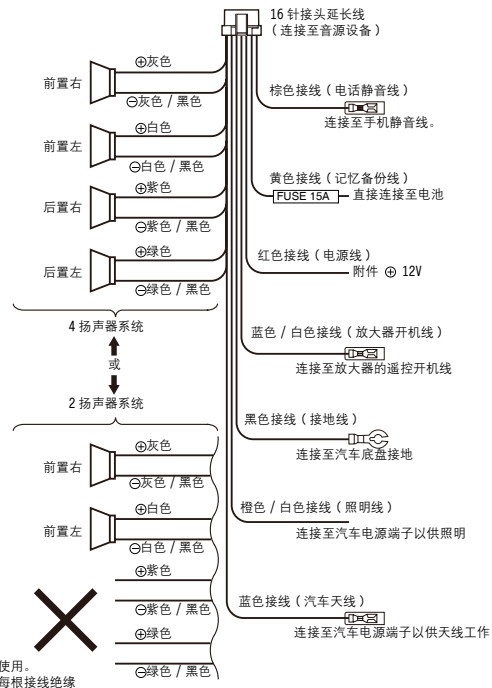 16 针接头延长线
（连接至音源设备）
⊕灰色
前置右
⊖灰色 / 黑色
棕色接线（电话静音线）
连接至手机静音线。
⊕白色
前置左
⊖白色 / 黑色
黄色接线（记忆备份线）
FUSE 15A
直接连接至电池
⊕紫色
后置右
⊖紫色 / 黑色
红色接线（电源线）
附件 ⊕ 12V
⊕绿色
后置左
⊖绿色 / 黑色
4 扬声器系统
或
2 扬声器系统
蓝色 / 白色接线（放大器开机线）
连接至放大器的遥控开机线
黑色接线（接地线）
连接至汽车底盘接地
⊕灰色
前置右
⊖灰色 / 黑色
橙色 / 白色接线（照明线）
连接至汽车电源端子以供照明
⊕白色
前置左
⊖白色 / 黑色
⊕紫色
⊖紫色 / 黑色
蓝色接线（汽车天线）
连接至汽车电源端子以供天线工作
⊕绿色
⊖绿色 / 黑色
使用。
每根接线绝缘